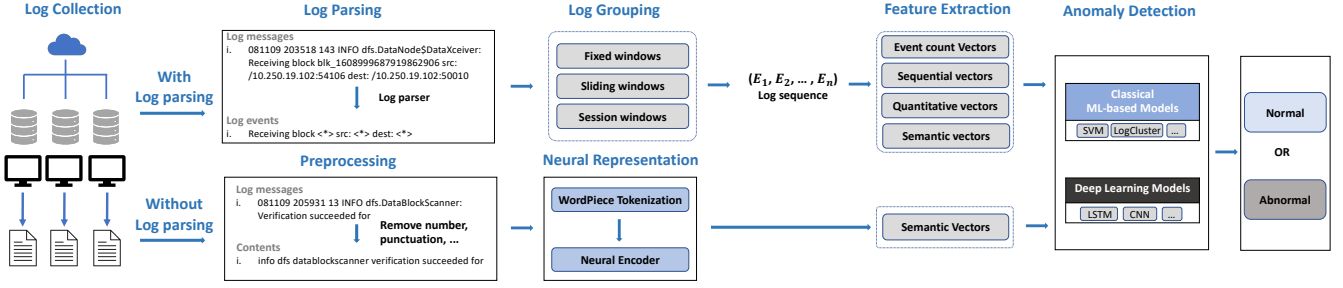 Log Collection
With
Log parsing
Without
Log parsing
Log Parsing
Log messages
i. 081109 203518 143 INFO dfs.DataNode$DataXceiver:
Receiving block blk_1608999687919862906 src:
/10.250.19.102:54106 dest: /10.250.19.102:50010
Log parser
Log events
i. Receiving block <*> src: <*> dest: <*>
Preprocessing
Log messages
i. 081109 205931 13 INFO dfs.DataBlockScanner:
Verification succeeded for
Remove number,
punctuation, ...
Contents
i. info dfs datablockscanner verification succeeded for
Log Grouping
Fixed windows
Sliding windows
Session windows
(E1, E2, ... , En)
Log sequence
Neural Representation
WordPiece Tokenization
Neural Encoder
Feature Extraction
Event count Vectors
Sequential vectors
Quantitative vectors
Semantic vectors
Semantic Vectors
Anomaly Detection
Classical
ML-based Models
SVM LogCluster ...
Deep Learning Models
LSTM CNN ...
Normal
OR
Abnormal